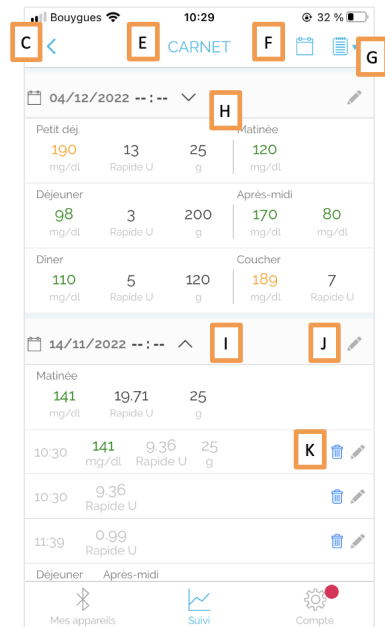 Bouygues 10:29 32 %
C E CARNET F G
04/12/2022 --:-- H
Petit déj. Matinée
190 13 25 120
mg/dl Rapide U g mg/dl
Déjeuner Après-midi
98 3 200 170 80
mg/dl Rapide U g mg/dl mg/dl
Dîner Coucher
110 5 120 189 7
mg/dl Rapide U g mg/dl Rapide U
14/11/2022 --:-- I J
Matinée
141 19.71 25
mg/dl Rapide U g
10:30 141 9.36 25 K
mg/dl Rapide U g
10:30 9.36
Rapide U
11:39 0.99
Rapide U
Déjeuner Après-midi
Mes appareils Suivi Compte